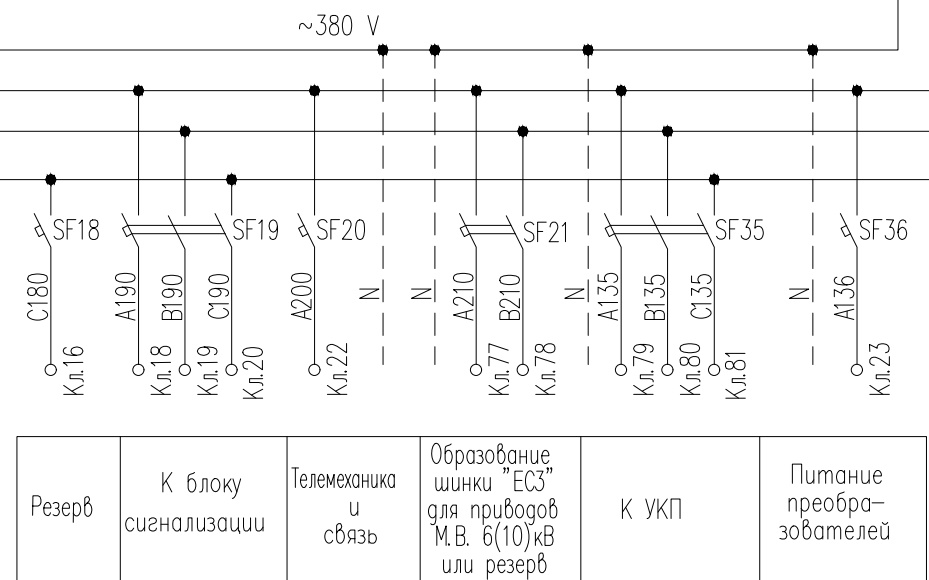 ~380 V
SF18
SF19
SF20
SF21
SF35
SF36
C180
A190
B190
C190
A200
N
N
A210
B210
N
A135
B135
C135
N
A136
Кл.16
Кл.18
Кл.19
Кл.20
Кл.22
Кл.77
Кл.78
Кл.79
Кл.80
Кл.81
Кл.23
Резерв
К блоку
сигнализации
Телемеханика
и
связь
Образование
шинки "ЕС3"
для приводов
М.В. 6(10)кВ
или резерв
К УКП
Питание
преобра-
зователей